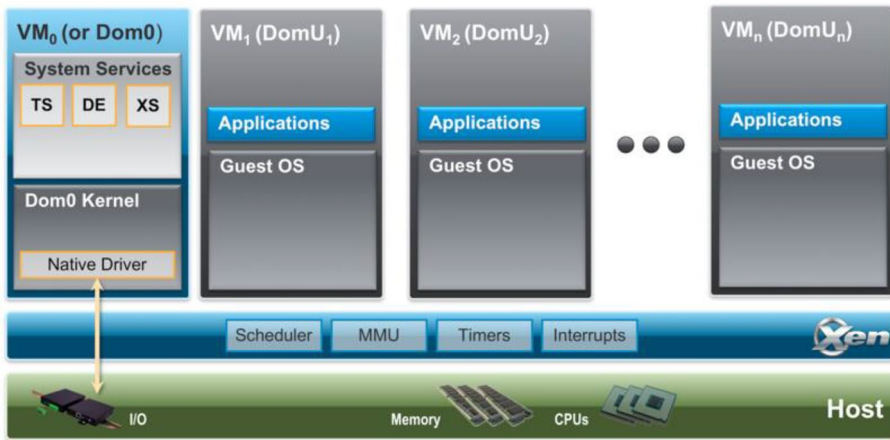 VM₀ (or Dom0)
System Services
TS DE XS
Dom0 Kernel
Native Driver
VM₁ (DomU₁)
Applications
Guest OS
VM₂ (DomU₂)
Applications
Guest OS
VMₙ (DomUₙ)
Applications
Guest OS
Scheduler MMU Timers Interrupts Xen
I/O Memory CPUs Host